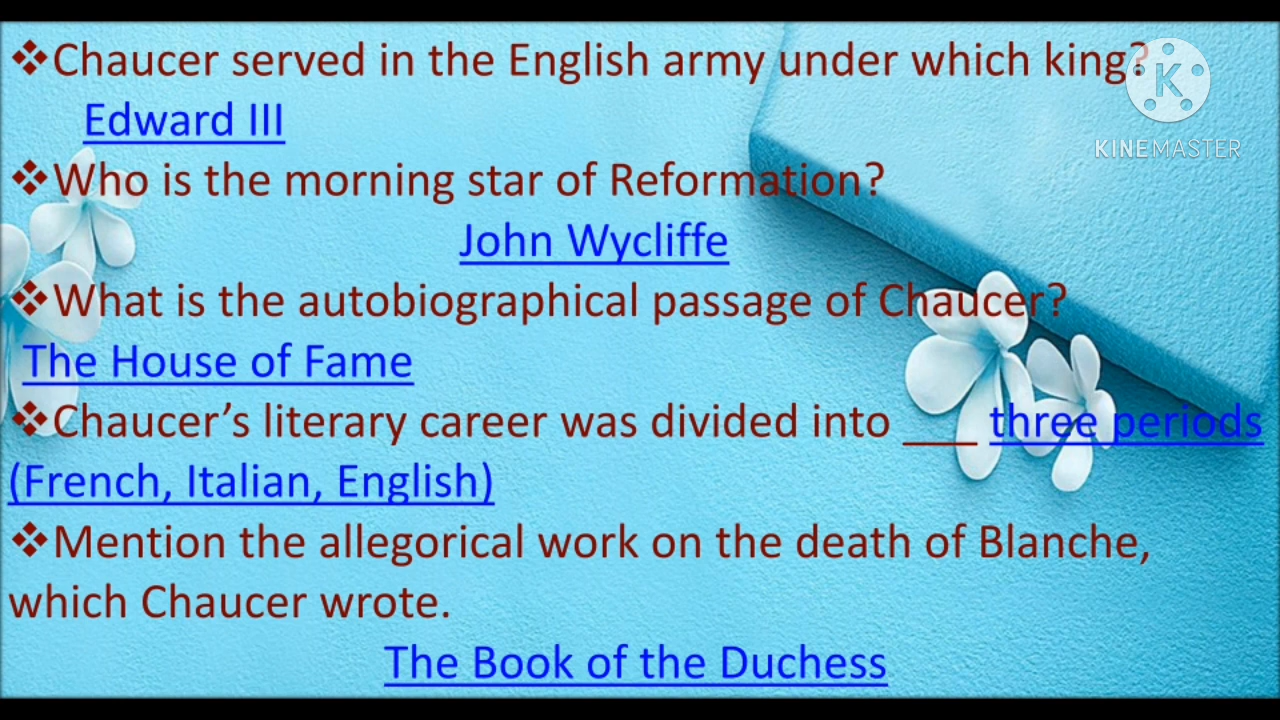 ❖Chaucer served in the English army under which king?
Edward III
❖Who is the morning star of Reformation?
John Wycliffe
❖What is the autobiographical passage of Chaucer?
The House of Fame
❖Chaucer’s literary career was divided into ___ three periods
(French, Italian, English)
❖Mention the allegorical work on the death of Blanche,
which Chaucer wrote.
The Book of the Duchess
K
KINEMASTER